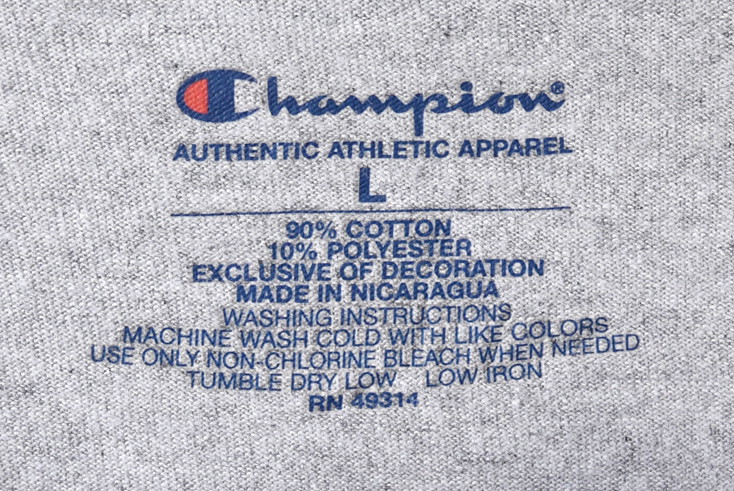 Champion®
AUTHENTIC ATHLETIC APPAREL
L
90% COTTON
10% POLYESTER
EXCLUSIVE OF DECORATION
MADE IN NICARAGUA
WASHING INSTRUCTIONS
MACHINE WASH COLD WITH LIKE COLORS
USE ONLY NON-CHLORINE BLEACH WHEN NEEDED
TUMBLE DRY LOW LOW IRON
RN 49314